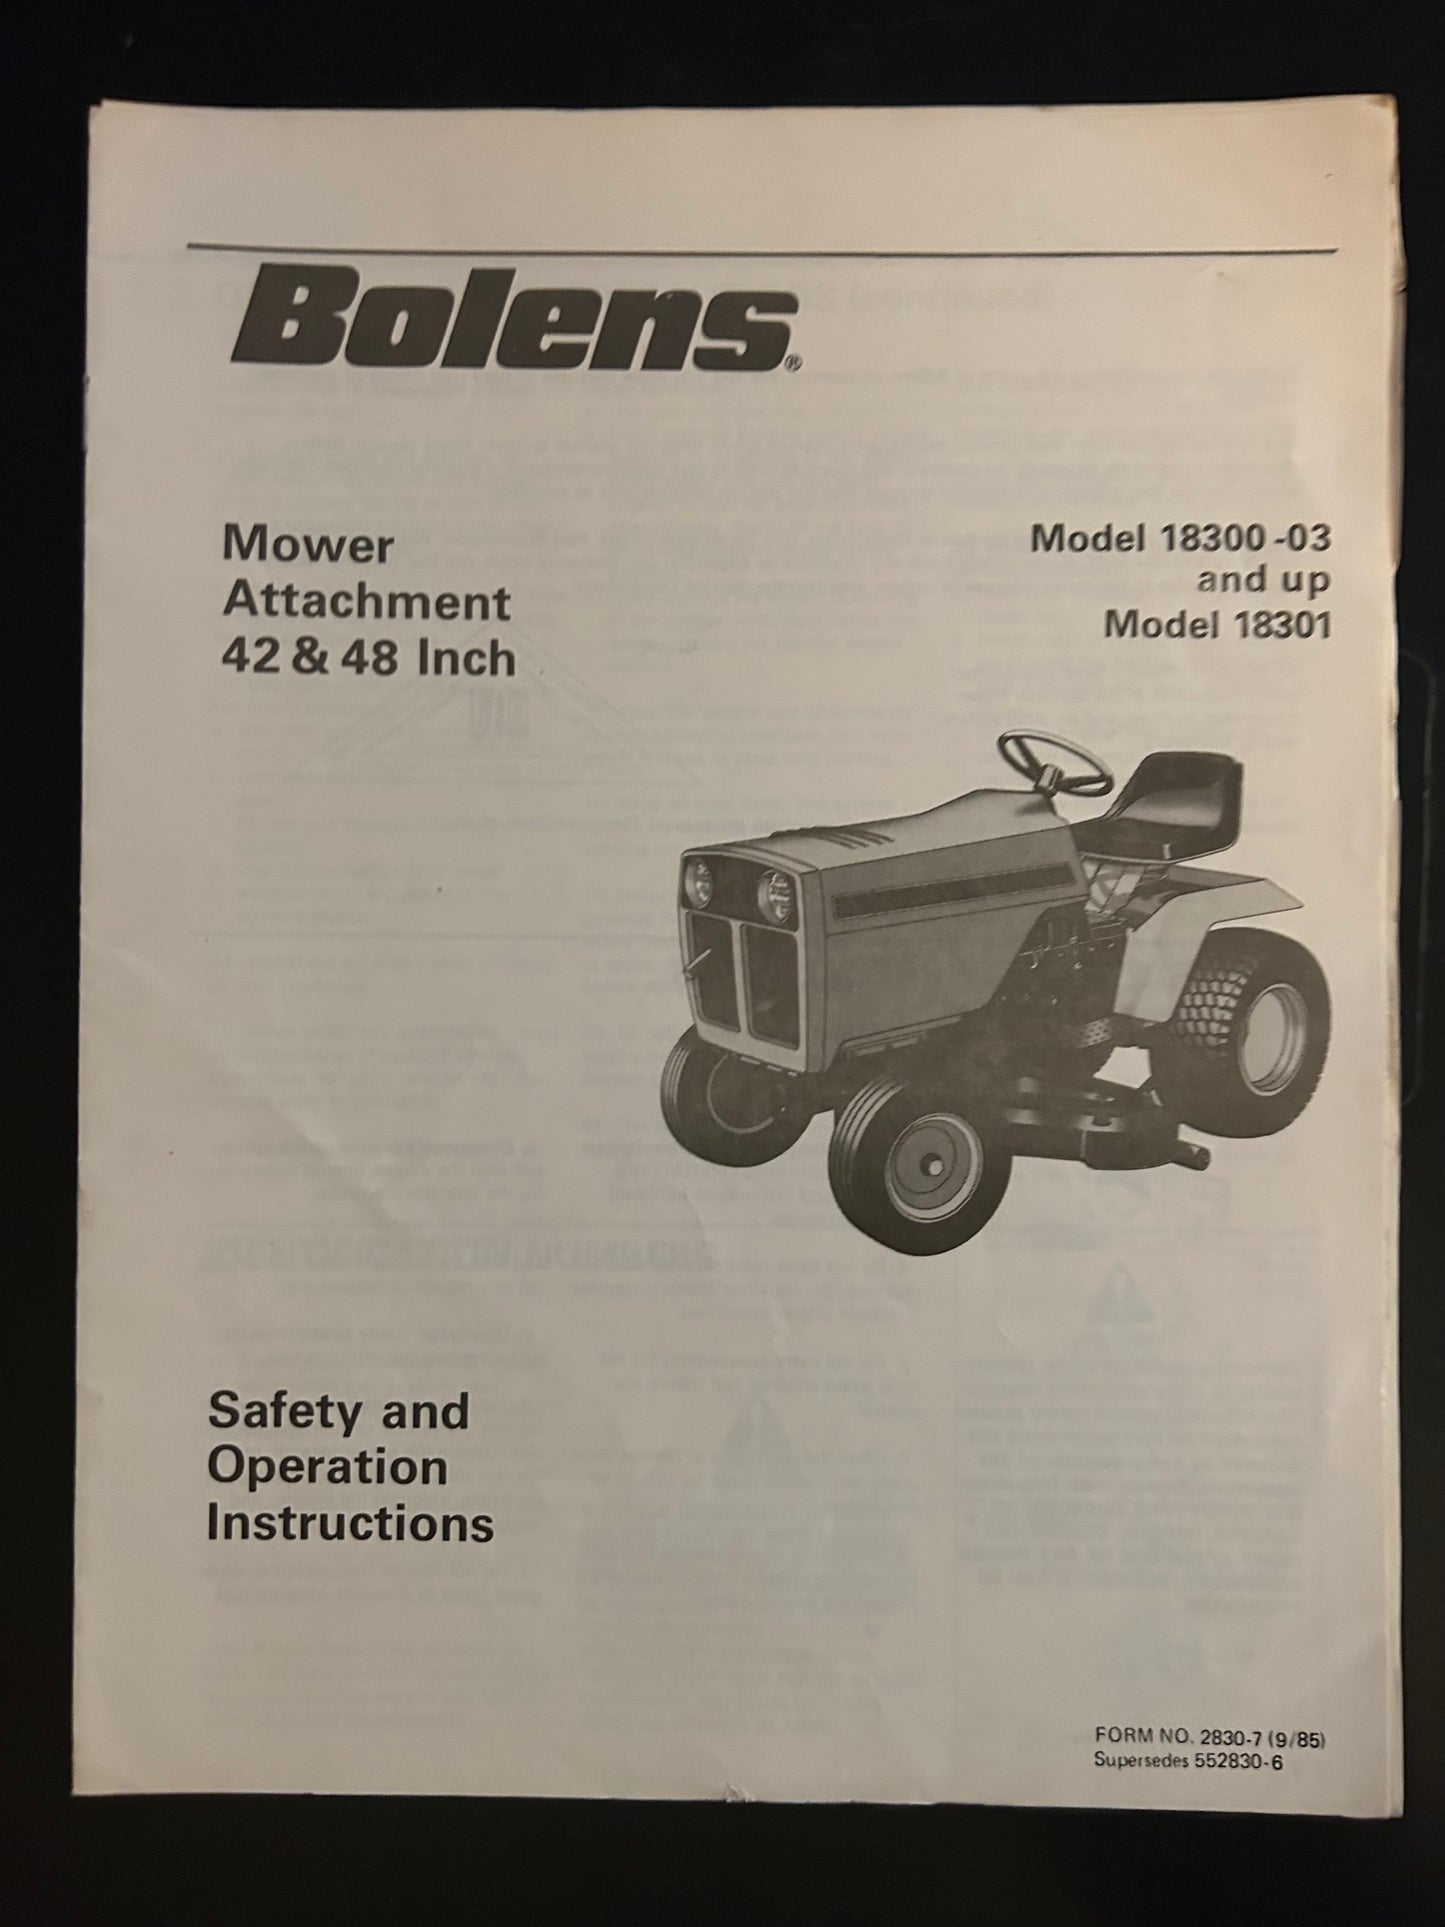 Bolens®
Mower
Attachment
42 & 48 Inch
Model 18300-03
and up
Model 18301
Safety and
Operation
Instructions
FORM NO. 2830-7 (9/85)
Supersedes 552830-6